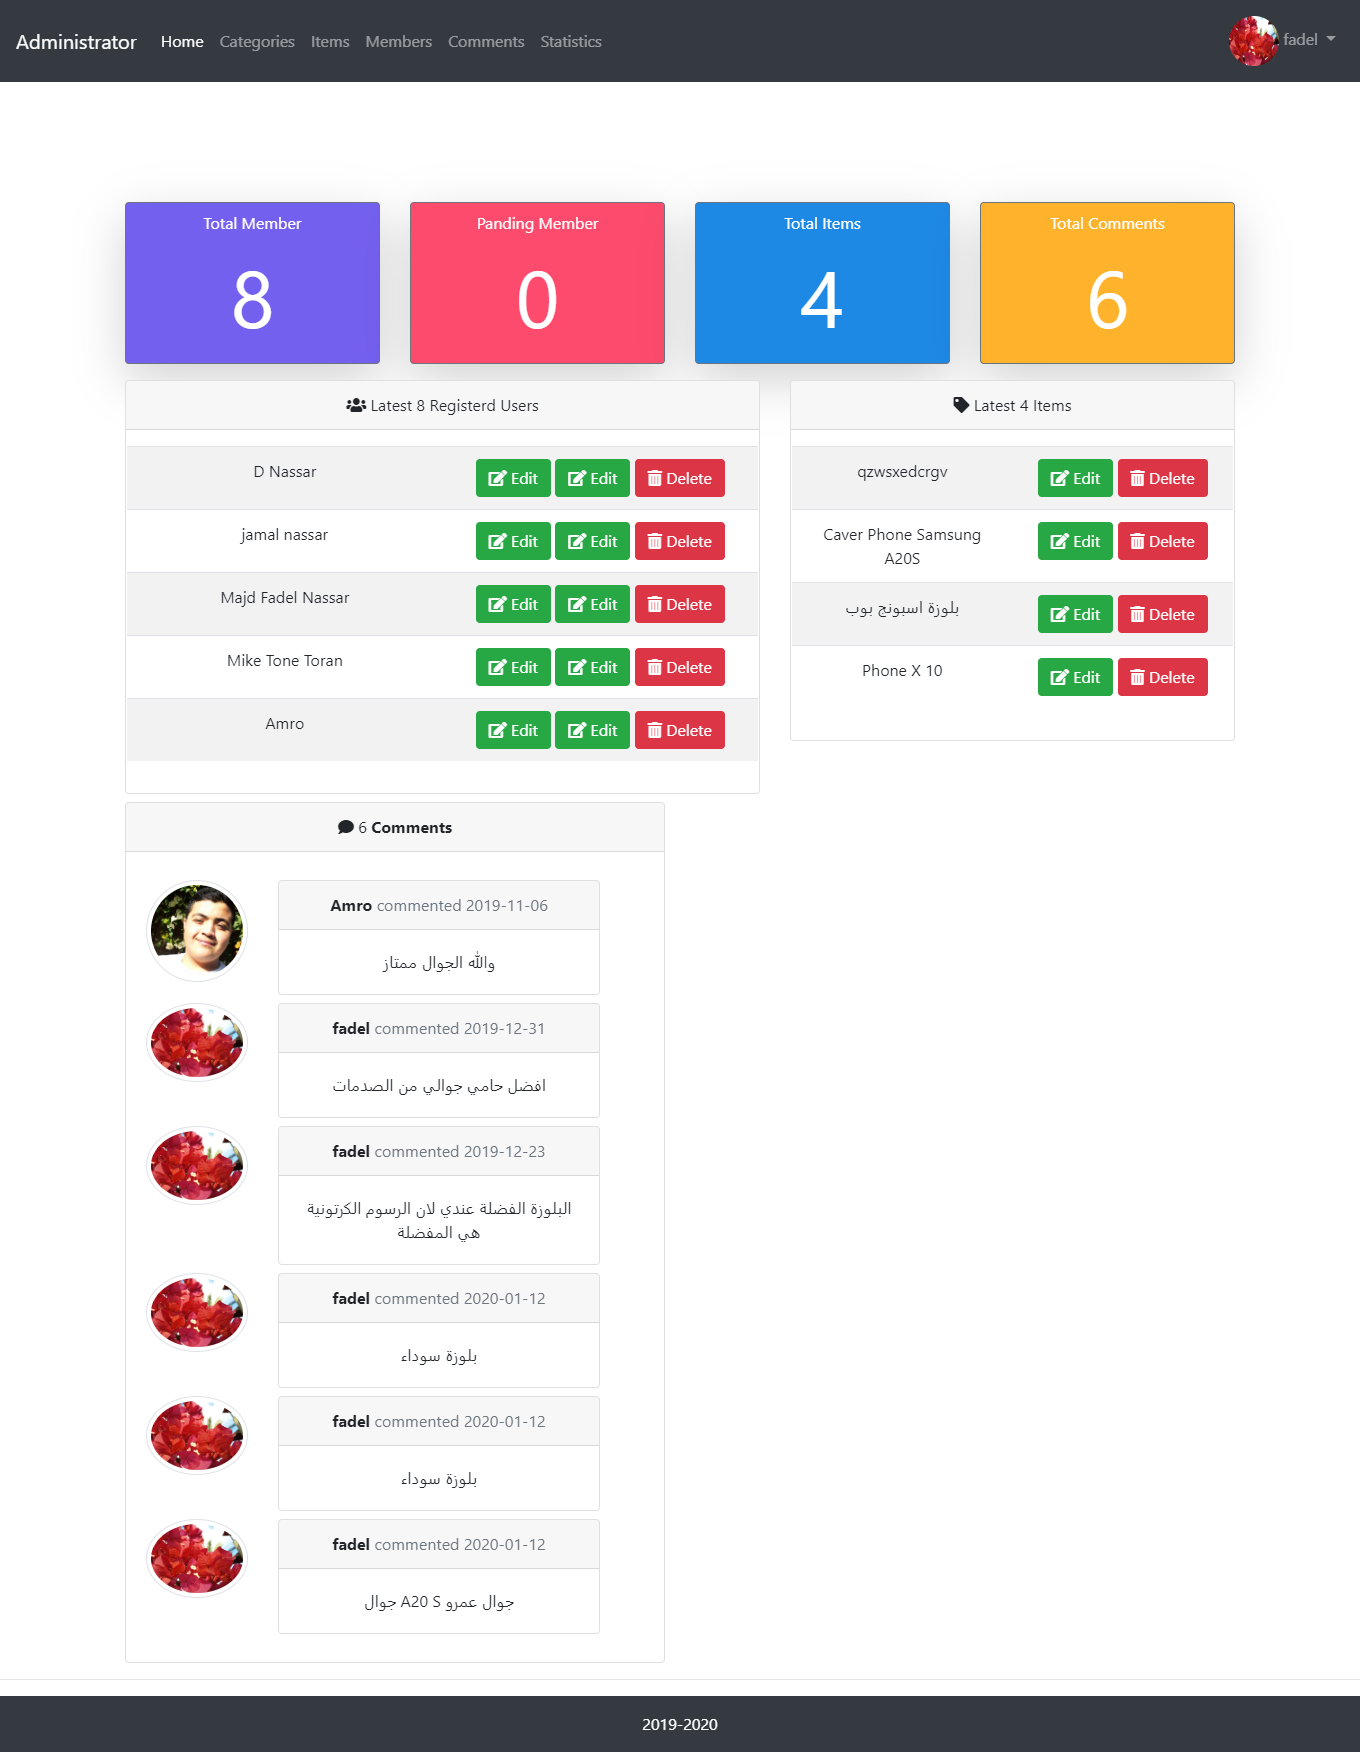 Administrator Home Categories Items Members Comments Statistics fadel
Total Member Panding Member Total Items Total Comments
8 0 4 6
Latest 8 Registerd Users
D Nassar Edit Edit Delete
jamal nassar Edit Edit Delete
Majd Fadel Nassar Edit Edit Delete
Mike Tone Toran Edit Edit Delete
Amro Edit Edit Delete
Latest 4 Items
qzwsxedcrgv Edit Delete
Caver Phone Samsung Edit Delete
A20S
بلوزة اسبونج بوب Edit Delete
Phone X 10 Edit Delete
6 Comments
Amro commented 2019-11-06
والله الجوال ممتاز
fadel commented 2019-12-31
افضل حامي جوالي من الصدمات
fadel commented 2019-12-23
البلوزة الفضلة عندي لان الرسوم الكرتونية
هي المفضلة
fadel commented 2020-01-12
بلوزة سوداء
fadel commented 2020-01-12
بلوزة سوداء
fadel commented 2020-01-12
جوال A20 S جوال عمرو
2019-2020